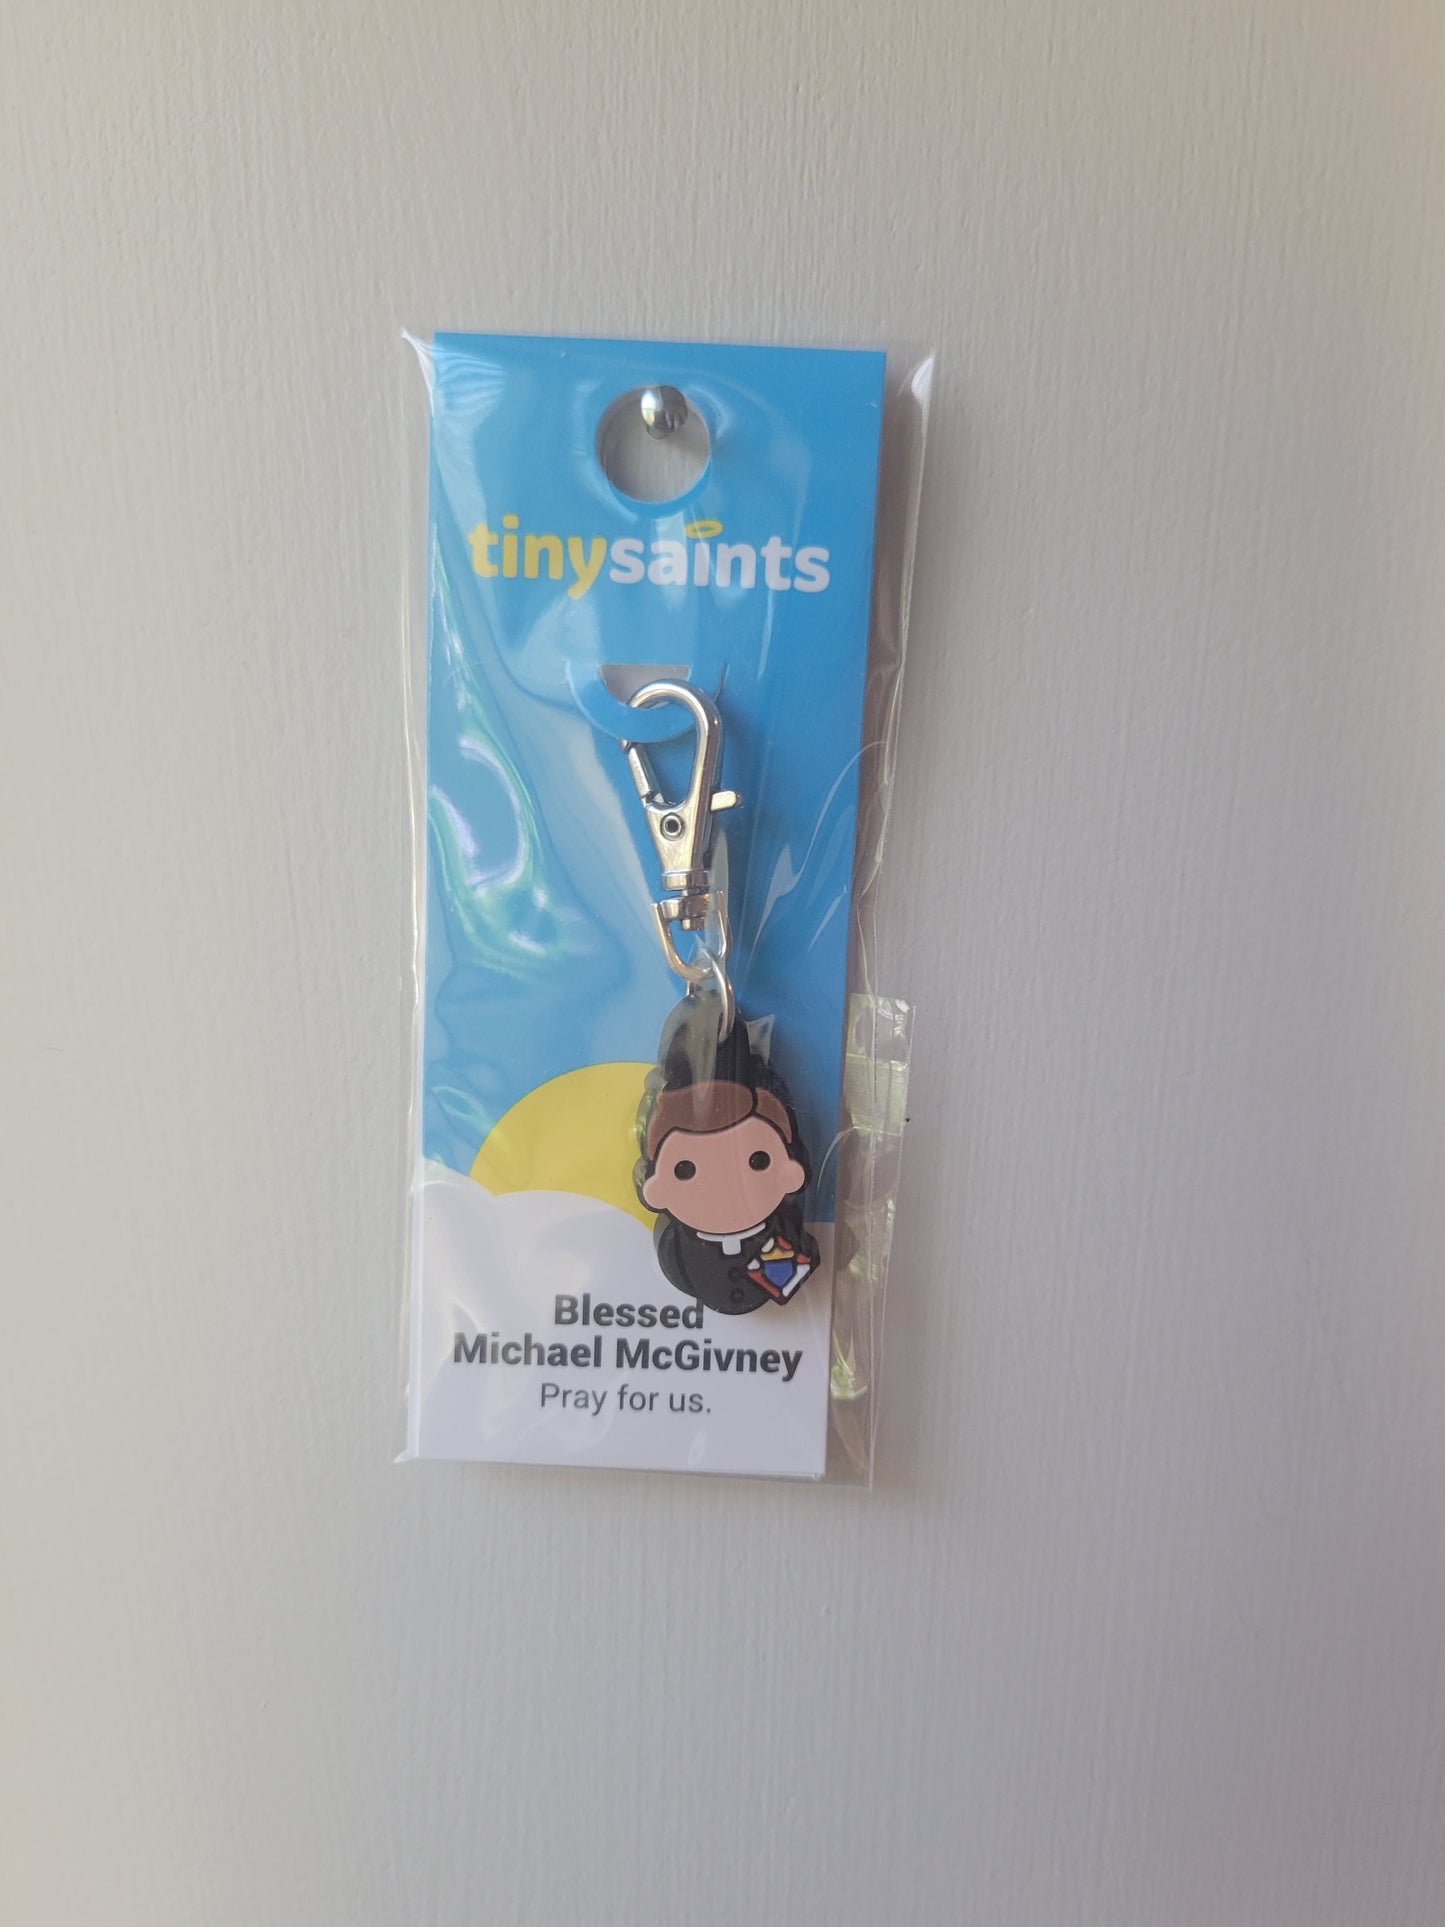 tinysaints
Blessed
Michael McGivney
Pray for us.